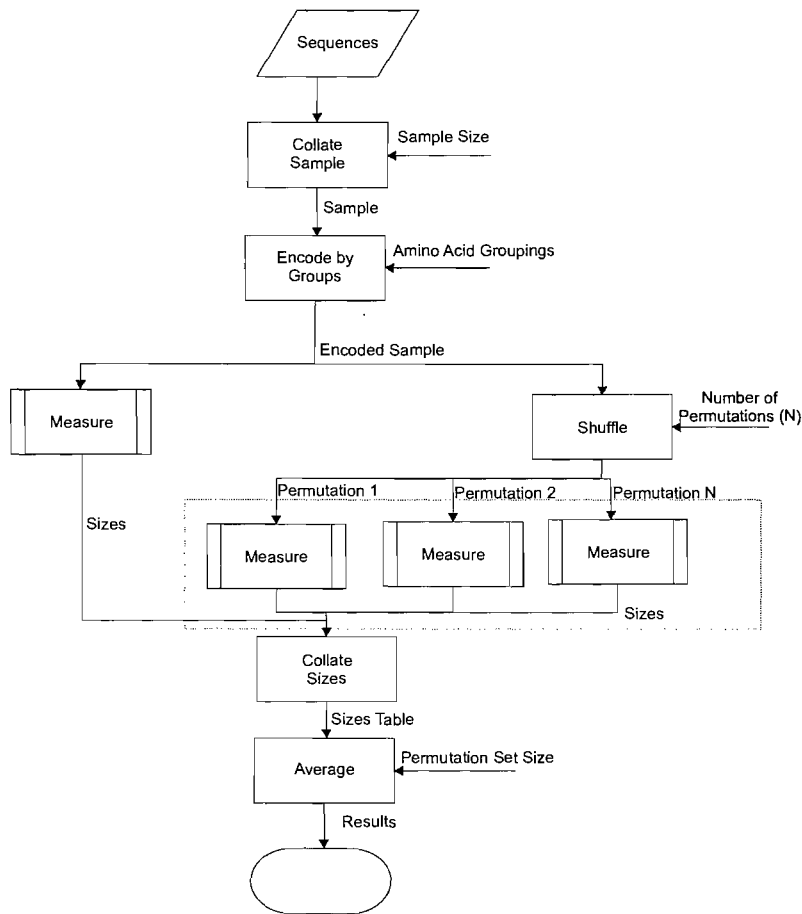 Sequences
Collate
Sample
Sample Size
Sample
Encode by
Groups
Amino Acid Groupings
Encoded Sample
Measure
Shuffle
Number of
Permutations (N)
Permutation 1
Permutation 2
Permutation N
Sizes
Measure
Measure
Measure
Sizes
Collate
Sizes
Sizes Table
Average
Permutation Set Size
Results